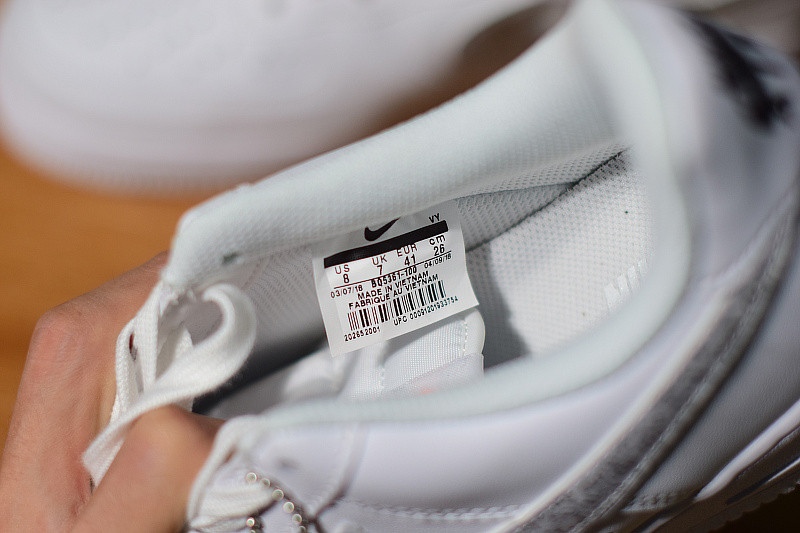 VY
US UK EUR cm
8 7 41 26
03/07/18 BQ5361-100 04/09/18
MADE IN VIETNAM
FABRIQUE AU VIETNAM
202852001 UPC 00091201933754